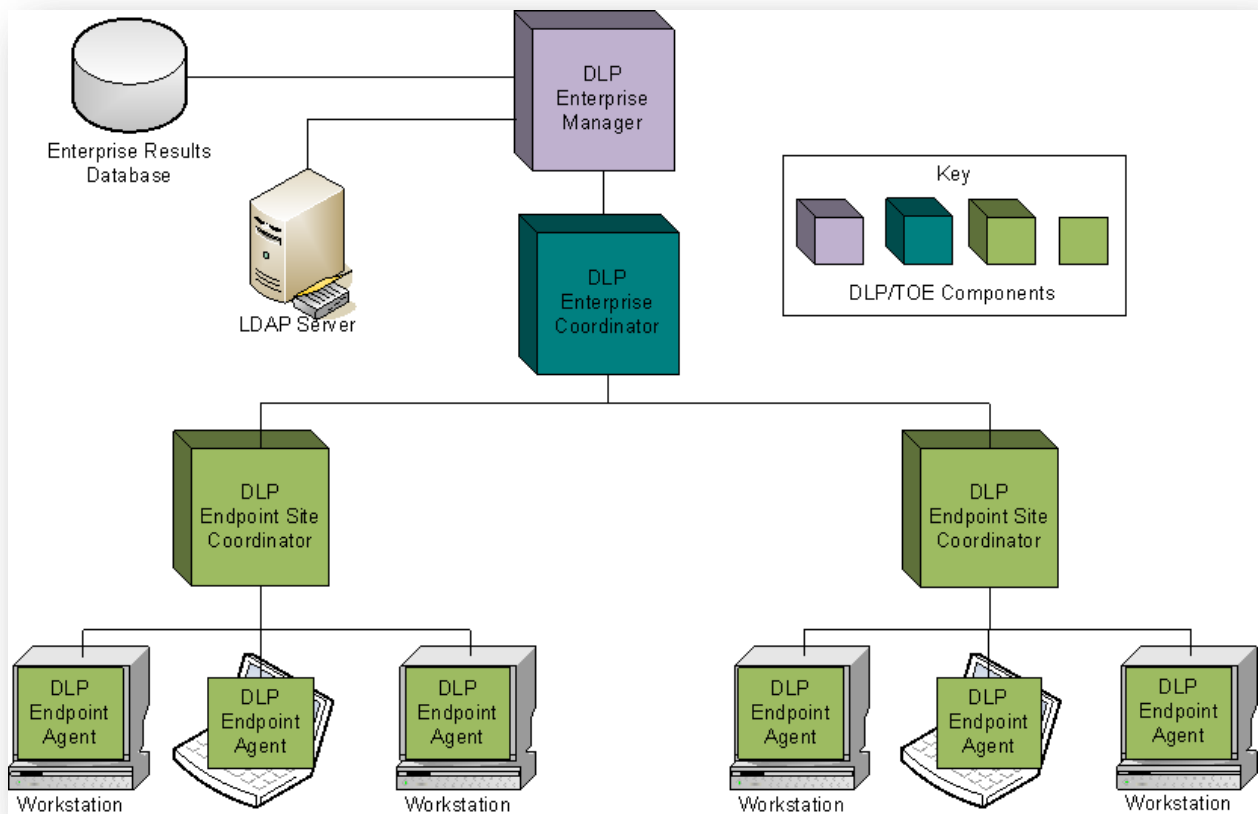 DLP
Enterprise
Manager
Enterprise Results
Database
Key
DLP/TOE Components
LDAP Server
DLP
Enterprise
Coordinator
DLP
Endpoint Site
Coordinator
DLP
Endpoint Site
Coordinator
DLP
Endpoint
Agent
DLP
Endpoint
Agent
DLP
Endpoint
Agent
DLP
Endpoint
Agent
DLP
Endpoint
Agent
DLP
Endpoint
Agent
Workstation
Workstation
Workstation
Workstation